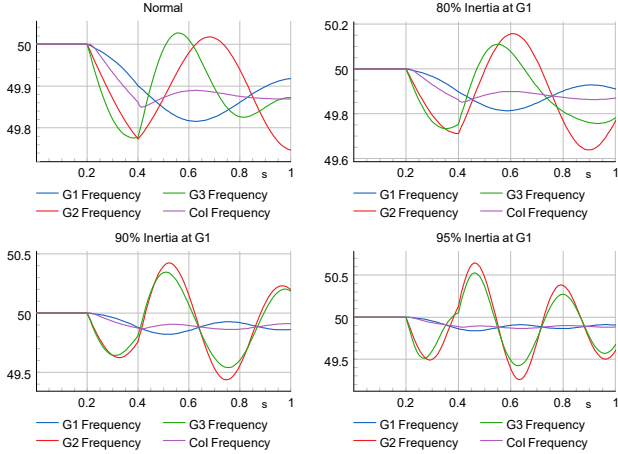 Normal
50
49.9
49.8
0.2 0.4 0.6 0.8 s 1
G1 Frequency G3 Frequency
G2 Frequency CoI Frequency
80% Inertia at G1
50.2
50
49.8
49.6
0.2 0.4 0.6 0.8 s 1
G1 Frequency G3 Frequency
G2 Frequency CoI Frequency
90% Inertia at G1
50.5
50
49.5
0.2 0.4 0.6 0.8 s 1
G1 Frequency G3 Frequency
G2 Frequency CoI Frequency
95% Inertia at G1
50.5
50
49.5
0.2 0.4 0.6 0.8 s 1
G1 Frequency G3 Frequency
G2 Frequency CoI Frequency